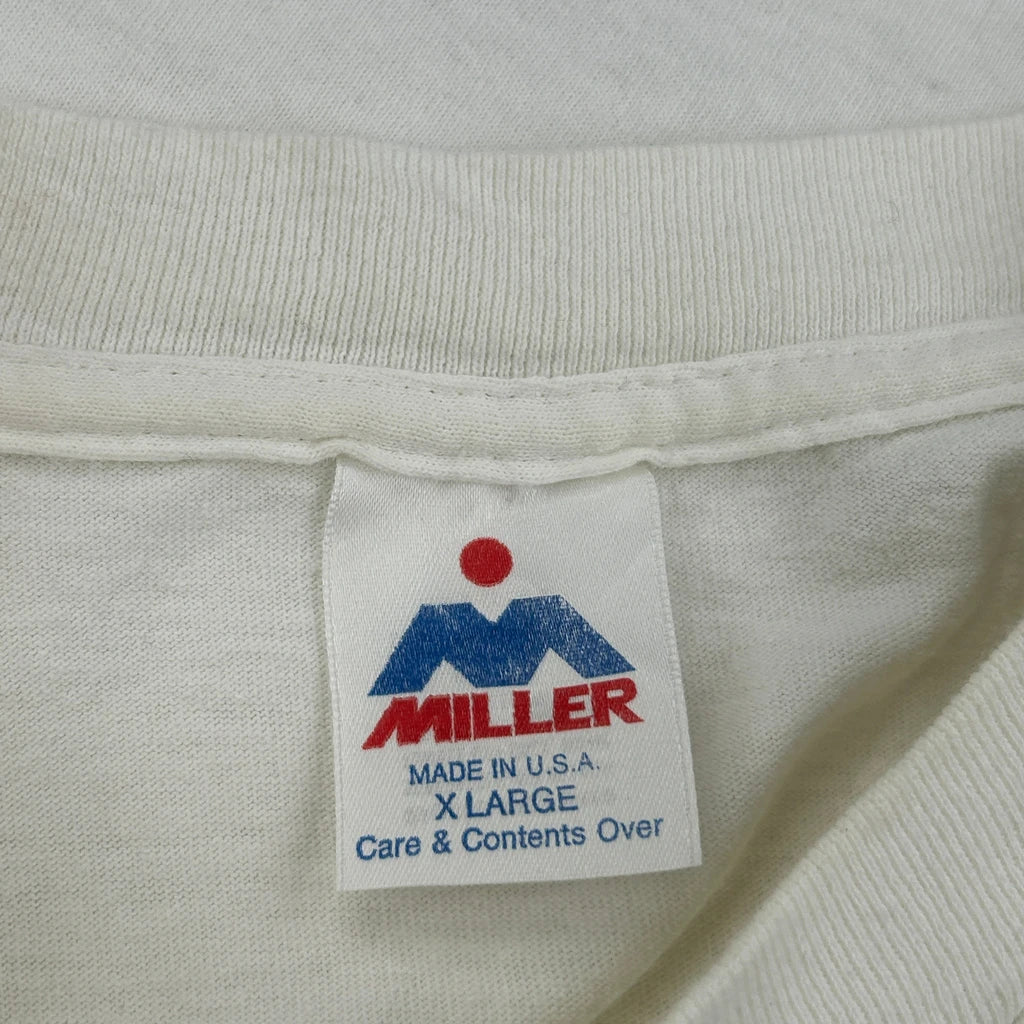 MILLER
MADE IN U.S.A.
X LARGE
Care & Contents Over